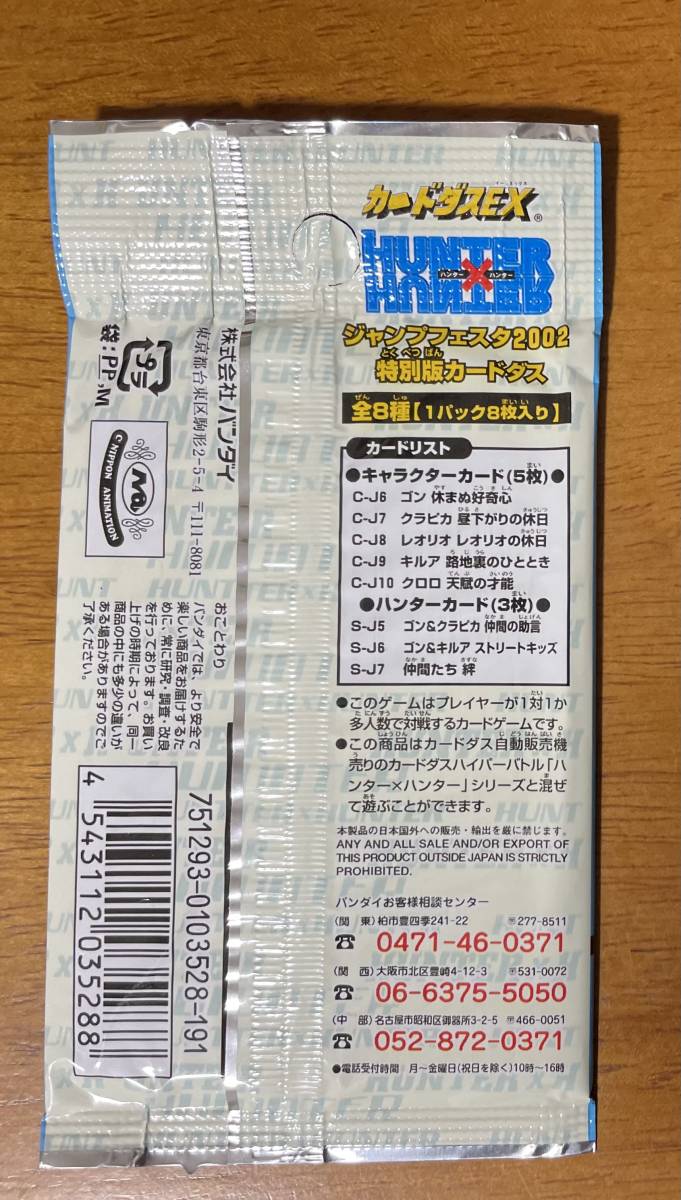 カードダスEX®
HUNTER×HUNTER
ハンター×ハンター
ジャンプフェスタ2002
特別版カードダス
全8種【1パック8枚入り】
カードリスト
●キャラクターカード(5枚)●
C-J6 ゴン 休まぬ好奇心
C-J7 クラピカ 昼下がりの休日
C-J8 レオリオ レオリオの休日
C-J9 キルア 路地裏のひととき
C-J10 クロロ 天賦の才能
●ハンターカード(3枚)●
S-J5 ゴン&クラピカ 仲間の助言
S-J6 ゴン&キルア ストリートキッズ
S-J7 仲間たち 絆
●このゲームはプレイヤーが1対1か
多人数で対戦するカードゲームです。
●この商品はカードダス自動販売機
売りのカードダスハイパーバトル「ハ
ンター×ハンター」シリーズと混ぜ
て遊ぶことができます。
本製品の日本国外への販売・輸出を厳に禁じます。
ANY AND ALL SALE AND/OR EXPORT OF
THIS PRODUCT OUTSIDE JAPAN IS STRICTLY
PROHIBITED.
バンダイお客様相談センター
(関 東)柏市豊四季241-22 〒277-8511
☎ 0471-46-0371
(関 西)大阪市北区豊崎4-12-3 〒531-0072
☎ 06-6375-5050
(中 部)名古屋市昭和区御器所3-2-5 〒466-0051
☎ 052-872-0371
●電話受付時間 月〜金曜日(祝日を除く)10時〜16時
株式会社バンダイ
東京都台東区駒形2-5-4 〒111-8081
プラ
袋:PP,M
NA
© NIPPON ANIMATION
おことわり
バンダイでは、より安全で
楽しい商品をお届けするた
めに、常に研究・調査・改良
を行っております。お買い
上げの時期によって、同一
商品の中にも多少の違いが
ある場合がありますのでご
了承ください。
751293-0103528-191
4 543112 035288